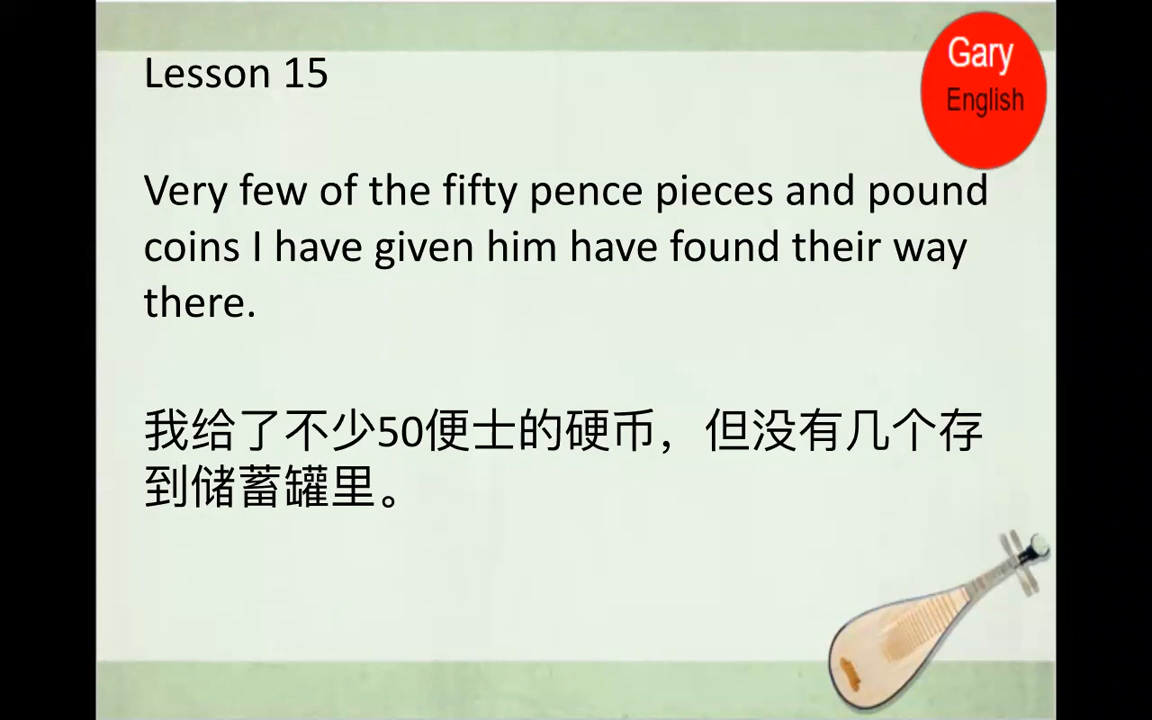 Lesson 15
Gary
English
Very few of the fifty pence pieces and pound
coins I have given him have found their way
there.
我给了不少50便士的硬币，但没有几个存
到储蓄罐里。